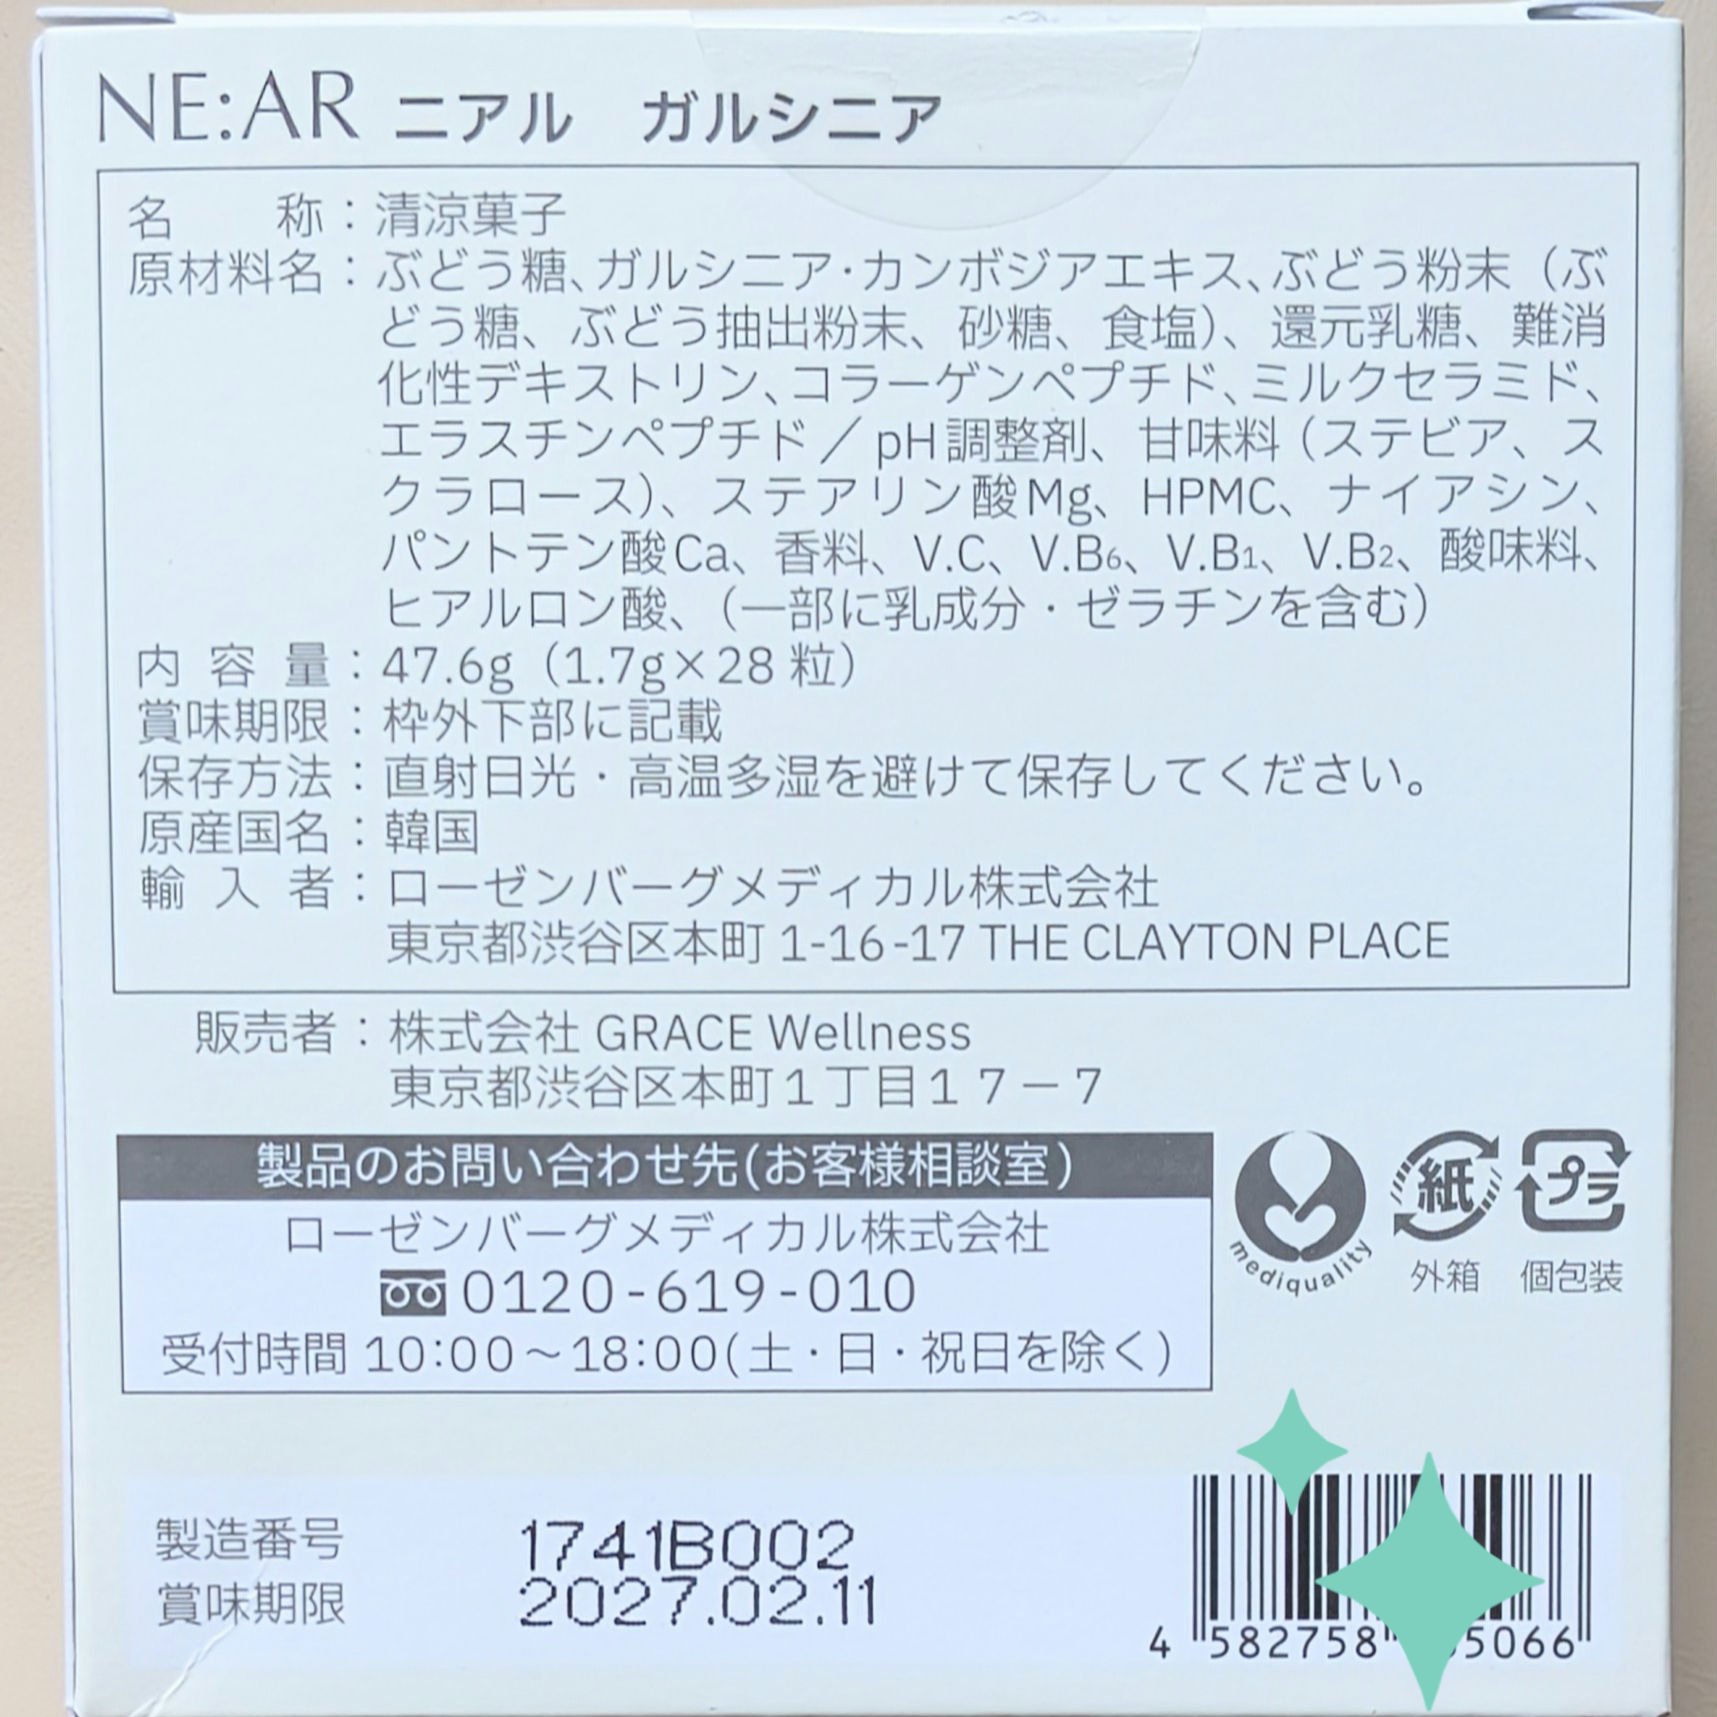 NE:AR ニアル　ガルシニア
名　　称：清涼菓子
原材料名：ぶどう糖、ガルシニア・カンボジアエキス、ぶどう粉末（ぶ
どう糖、ぶどう抽出粉末、砂糖、食塩）、還元乳糖、難消
化性デキストリン、コラーゲンペプチド、ミルクセラミド、
エラスチンペプチド／pH調整剤、甘味料（ステビア、ス
クラロース）、ステアリン酸Mg、HPMC、ナイアシン、
パントテン酸Ca、香料、V.C、V.B6、V.B1、V.B2、酸味料、
ヒアルロン酸、（一部に乳成分・ゼラチンを含む）
内 容 量：47.6g（1.7g×28 粒）
賞味期限：枠外下部に記載
保存方法：直射日光・高温多湿を避けて保存してください。
原産国名：韓国
輸 入 者：ローゼンバーグメディカル株式会社
東京都渋谷区本町 1-16-17 THE CLAYTON PLACE
販売者：株式会社 GRACE Wellness
東京都渋谷区本町１丁目１７－７
製品のお問い合わせ先(お客様相談室)
ローゼンバーグメディカル株式会社
0120-619-010
受付時間 10:00～18:00(土・日・祝日を除く)
mediquality
紙
外箱
プラ
個包装
製造番号 1741B002
賞味期限 2027.02.11
4 582758 5066